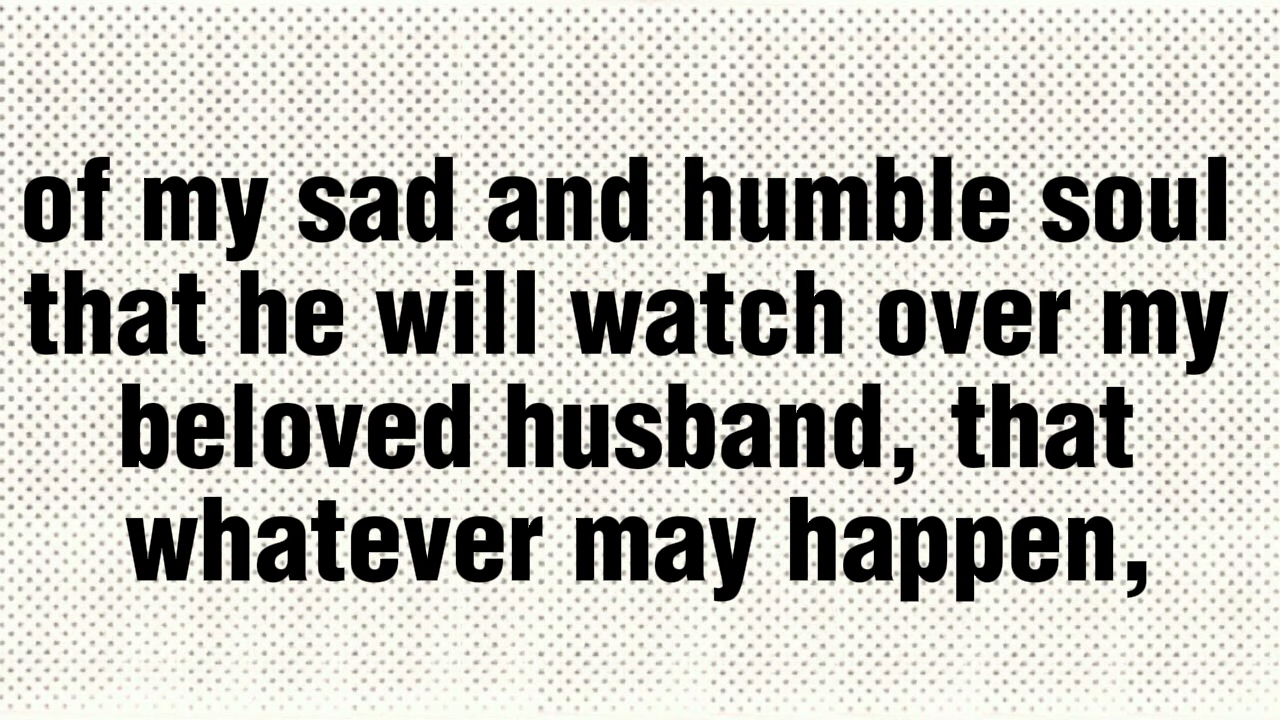 of my sad and humble soul
that he will watch over my
beloved husband, that
whatever may happen,